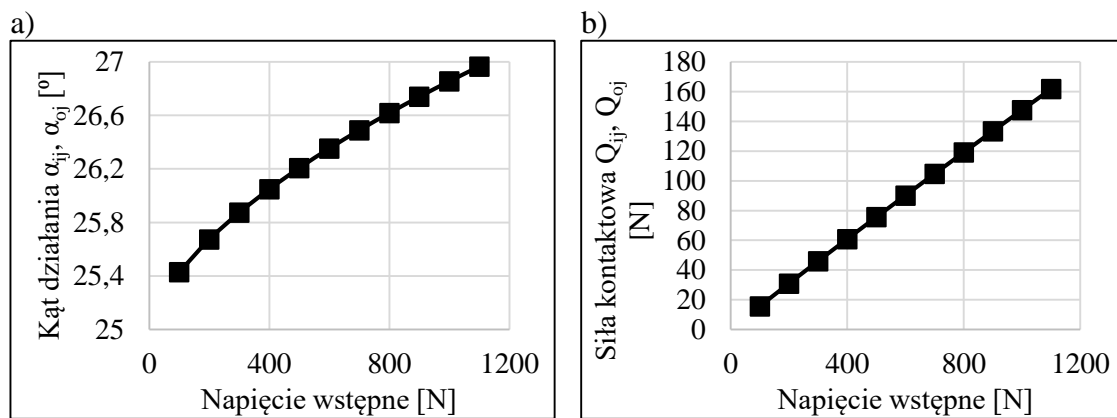 a)
Kąt działania αij, αoj [º]
27
26,6
26,2
25,8
25,4
25
0 400 800 1200
Napięcie wstępne [N]
b)
Siła kontaktowa Qij, Qoj
[N]
180
160
140
120
100
80
60
40
20
0
0 400 800 1200
Napięcie wstępne [N]